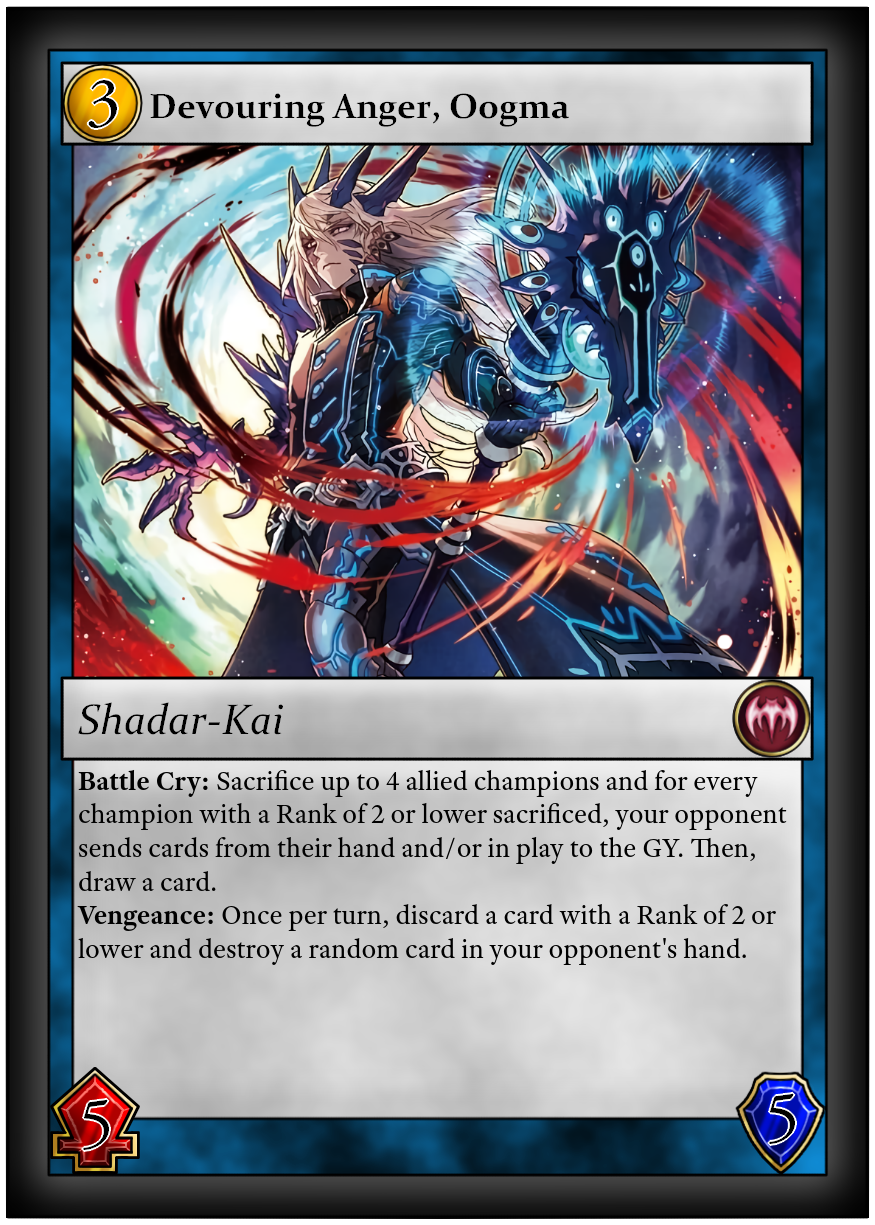 3
Devouring Anger, Oogma
Shadar-Kai
Battle Cry: Sacrifice up to 4 allied champions and for every
champion with a Rank of 2 or lower sacrificed, your opponent
sends cards from their hand and/or in play to the GY. Then,
draw a card.
Vengeance: Once per turn, discard a card with a Rank of 2 or
lower and destroy a random card in your opponent's hand.
5
5